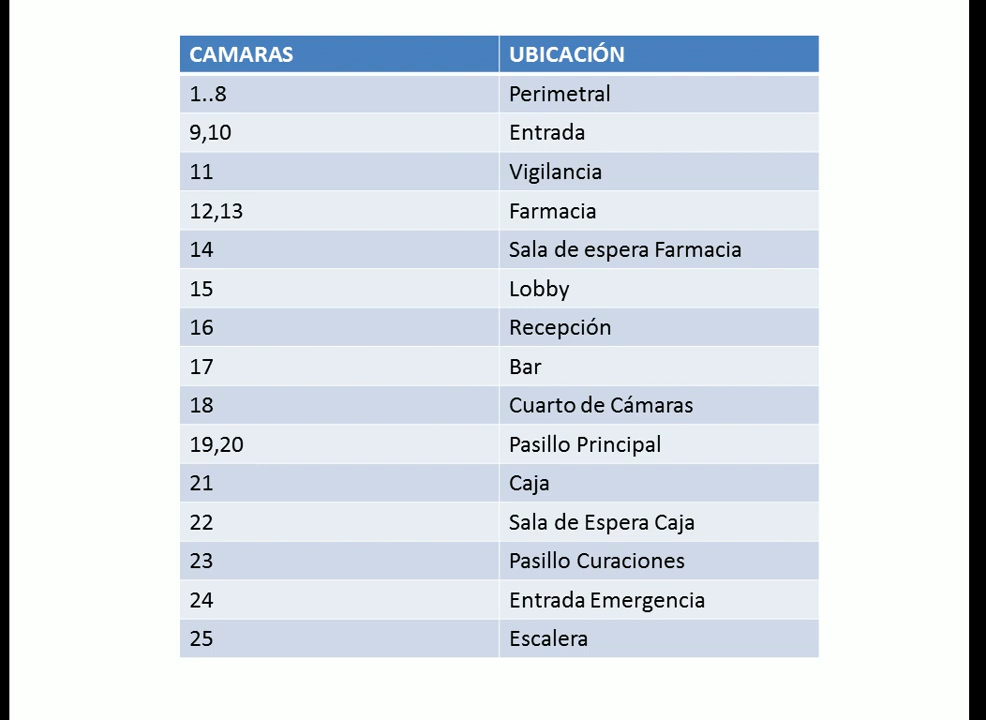 CAMARAS UBICACIÓN
1..8 Perimetral
9,10 Entrada
11 Vigilancia
12,13 Farmacia
14 Sala de espera Farmacia
15 Lobby
16 Recepción
17 Bar
18 Cuarto de Cámaras
19,20 Pasillo Principal
21 Caja
22 Sala de Espera Caja
23 Pasillo Curaciones
24 Entrada Emergencia
25 Escalera